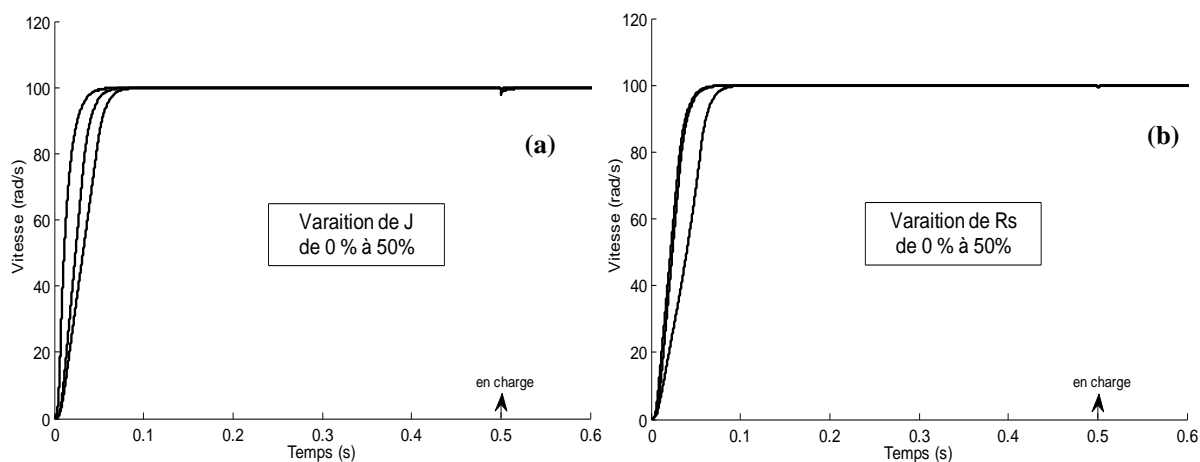 120
100
80
60
40
20
0
Vitesse (rad/s)
(a)
Varaition de J
de 0 % à 50%
en charge
0
0.1
0.2
0.3
0.4
0.5
0.6
Temps (s)
120
100
80
60
40
20
0
Vitesse (rad/s)
(b)
Varaition de Rs
de 0 % à 50%
en charge
0
0.1
0.2
0.3
0.4
0.5
0.6
Temps (s)